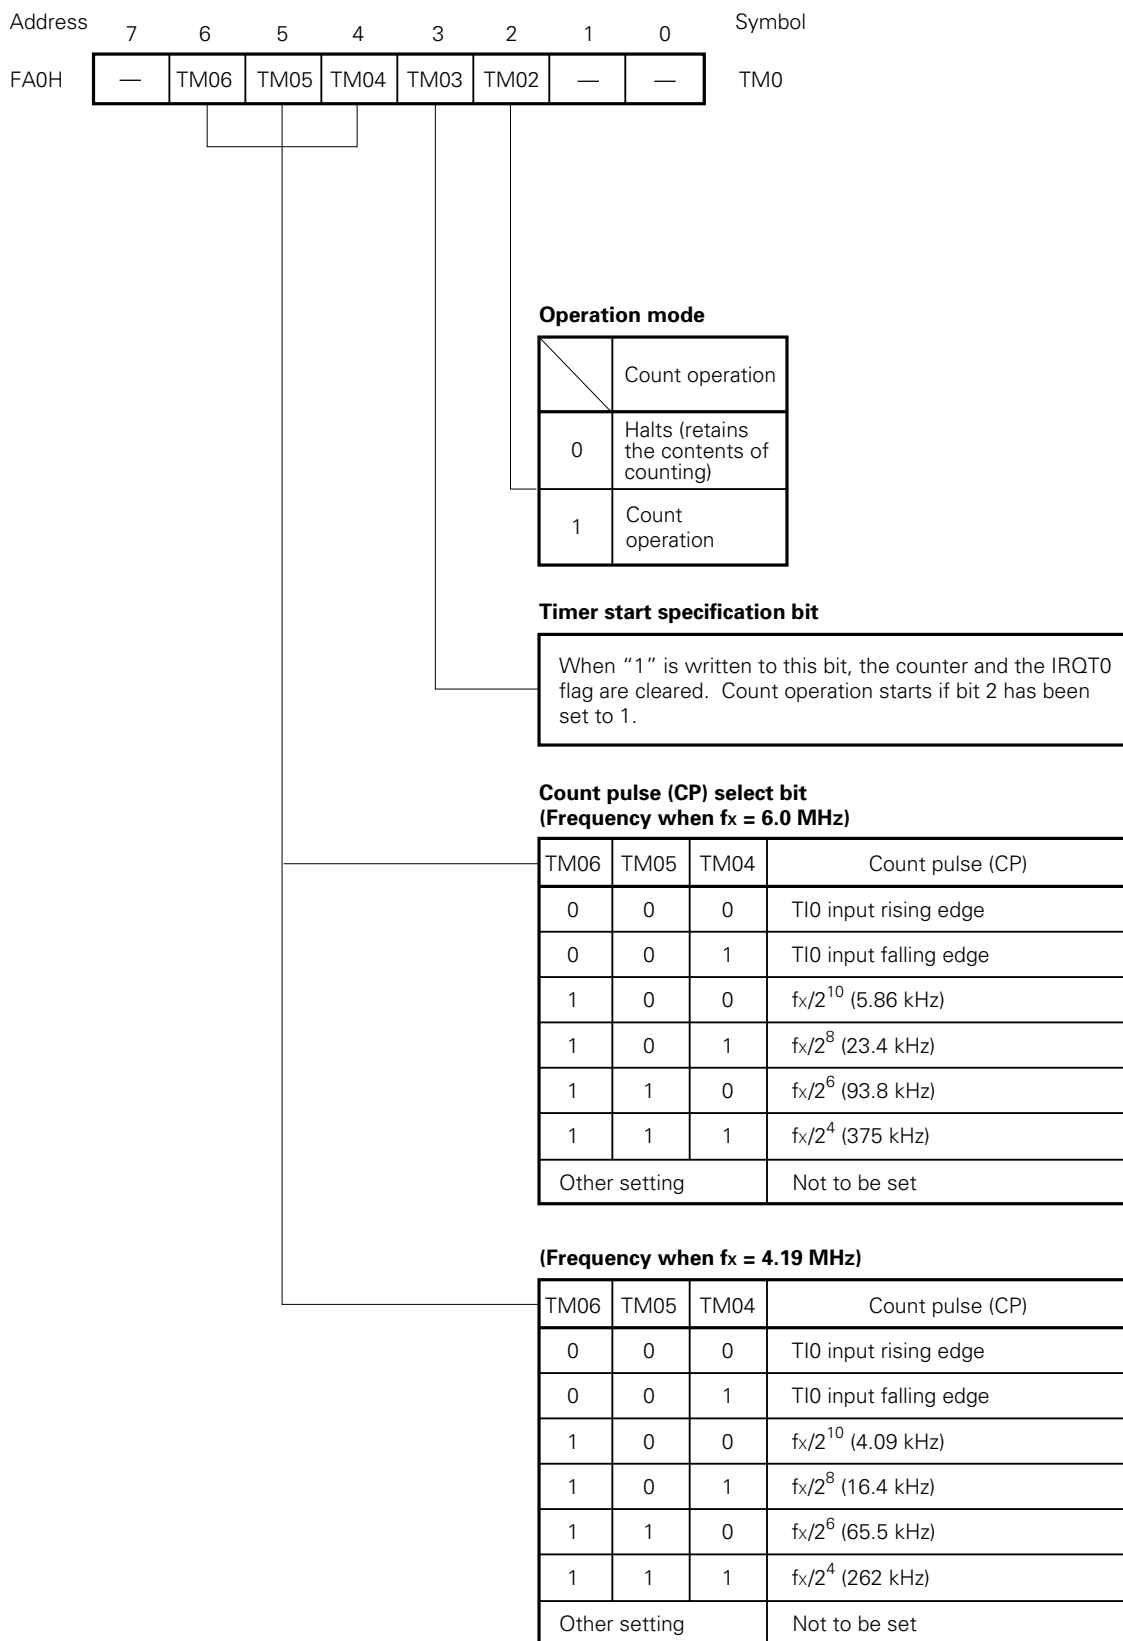 Address 7 6 5 4 3 2 1 0 Symbol
FA0H — TM06 TM05 TM04 TM03 TM02 — — TM0
Operation mode
Count operation
0 Halts (retains
the contents of
counting)
1 Count
operation
Timer start specification bit
When “1” is written to this bit, the counter and the IRQT0
flag are cleared. Count operation starts if bit 2 has been
set to 1.
Count pulse (CP) select bit
(Frequency when fx = 6.0 MHz)
TM06 TM05 TM04 Count pulse (CP)
0 0 0 TI0 input rising edge
0 0 1 TI0 input falling edge
1 0 0 fx/2^10 (5.86 kHz)
1 0 1 fx/2^8 (23.4 kHz)
1 1 0 fx/2^6 (93.8 kHz)
1 1 1 fx/2^4 (375 kHz)
Other setting Not to be set
(Frequency when fx = 4.19 MHz)
TM06 TM05 TM04 Count pulse (CP)
0 0 0 TI0 input rising edge
0 0 1 TI0 input falling edge
1 0 0 fx/2^10 (4.09 kHz)
1 0 1 fx/2^8 (16.4 kHz)
1 1 0 fx/2^6 (65.5 kHz)
1 1 1 fx/2^4 (262 kHz)
Other setting Not to be set